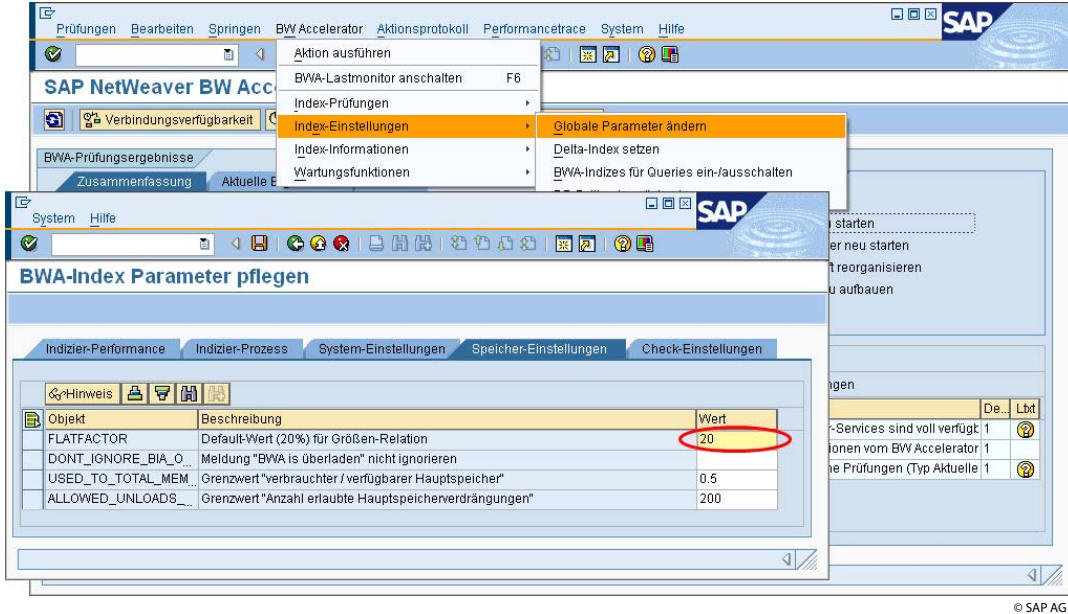 Prüfungen Bearbeiten Springen BW Accelerator Aktionsprotokoll Performancetrace System Hilfe
SAP
Aktion ausführen
BWA-Lastmonitor anschalten F6
Index-Prüfungen
Index-Einstellungen
Index-Informationen
Wartungsfunktionen
Globale Parameter ändern
Delta-Index setzen
BWA-Indizes für Queries ein-/ausschalten
SAP NetWeaver BW Acc
Verbindungsverfügbarkeit
BWA-Prüfungsergebnisse
Zusammenfassung Aktuelle E
starten
er neu starten
t reorganisieren
u aufbauen
ngen
De... Ltxt
r-Services sind voll verfügt 1
ionen vom BW Accelerator 1
ne Prüfungen (Typ Aktuelle 1
System Hilfe
SAP
BWA-Index Parameter pflegen
Indizier-Performance Indizier-Prozess System-Einstellungen Speicher-Einstellungen Check-Einstellungen
Hinweis
Objekt Beschreibung Wert
FLATFACTOR Default-Wert (20%) für Größen-Relation 20
DONT_IGNORE_BIA_O... Meldung "BWA is überladen" nicht ignorieren
USED_TO_TOTAL_MEM... Grenzwert "verbrauchter / verfügbarer Hauptspeicher" 0.5
ALLOWED_UNLOADS_... Grenzwert "Anzahl erlaubte Hauptspeicherverdrängungen" 200
© SAP AG